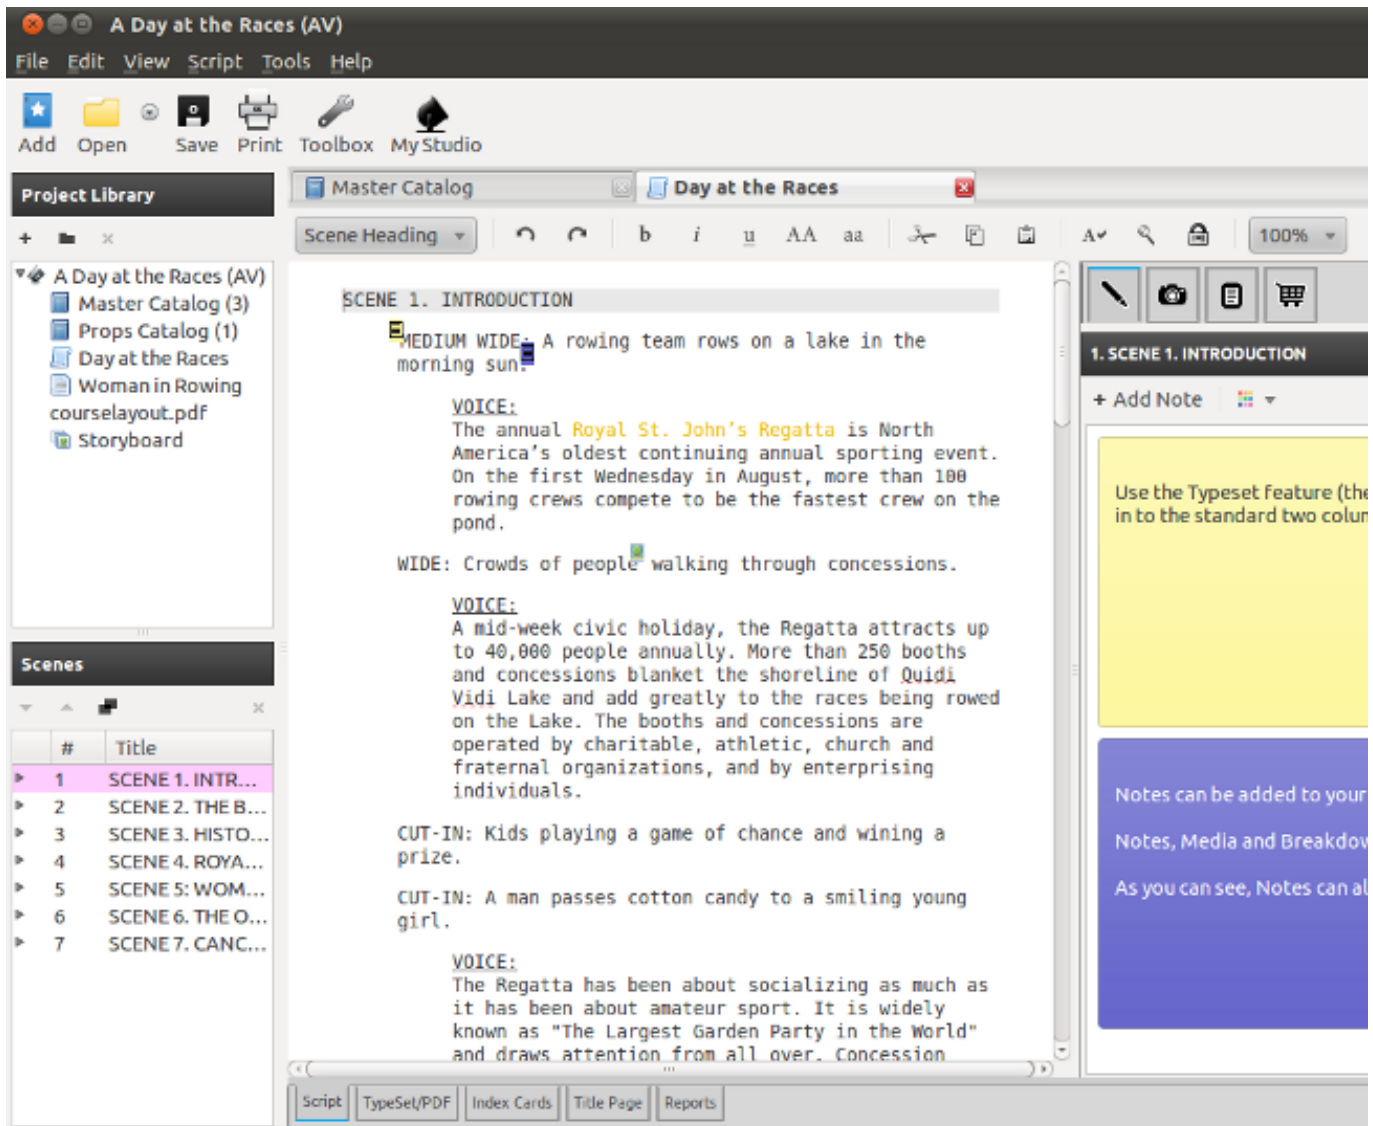 A Day at the Races (AV)
File Edit View Script Tools Help
Add Open Save Print Toolbox My Studio
Project Library
Master Catalog
Day at the Races
Scene Heading
b i u AA aa
100%
A Day at the Races (AV)
Master Catalog (3)
Props Catalog (1)
Day at the Races
Woman in Rowing
courselayout.pdf
Storyboard
Scenes
# Title
1 SCENE 1. INTR...
2 SCENE 2. THE B...
3 SCENE 3. HISTO...
4 SCENE 4. ROYA...
5 SCENE 5: WOM...
6 SCENE 6. THE O...
7 SCENE 7. CANC...
SCENE 1. INTRODUCTION
MEDIUM WIDE: A rowing team rows on a lake in the
morning sun.
VOICE:
The annual Royal St. John's Regatta is North
America's oldest continuing annual sporting event.
On the first Wednesday in August, more than 100
rowing crews compete to be the fastest crew on the
pond.
WIDE: Crowds of people walking through concessions.
VOICE:
A mid-week civic holiday, the Regatta attracts up
to 40,000 people annually. More than 250 booths
and concessions blanket the shoreline of Quidi
Vidi Lake and add greatly to the races being rowed
on the Lake. The booths and concessions are
operated by charitable, athletic, church and
fraternal organizations, and by enterprising
individuals.
CUT-IN: Kids playing a game of chance and wining a
prize.
CUT-IN: A man passes cotton candy to a smiling young
girl.
VOICE:
The Regatta has been about socializing as much as
it has been about amateur sport. It is widely
known as "The Largest Garden Party in the World"
and draws attention from all over. Concession
Script TypeSet/PDF Index Cards Title Page Reports
1. SCENE 1. INTRODUCTION
+ Add Note
Use the Typeset feature (the
in to the standard two colum
Notes can be added to your
Notes, Media and Breakdow
As you can see, Notes can al